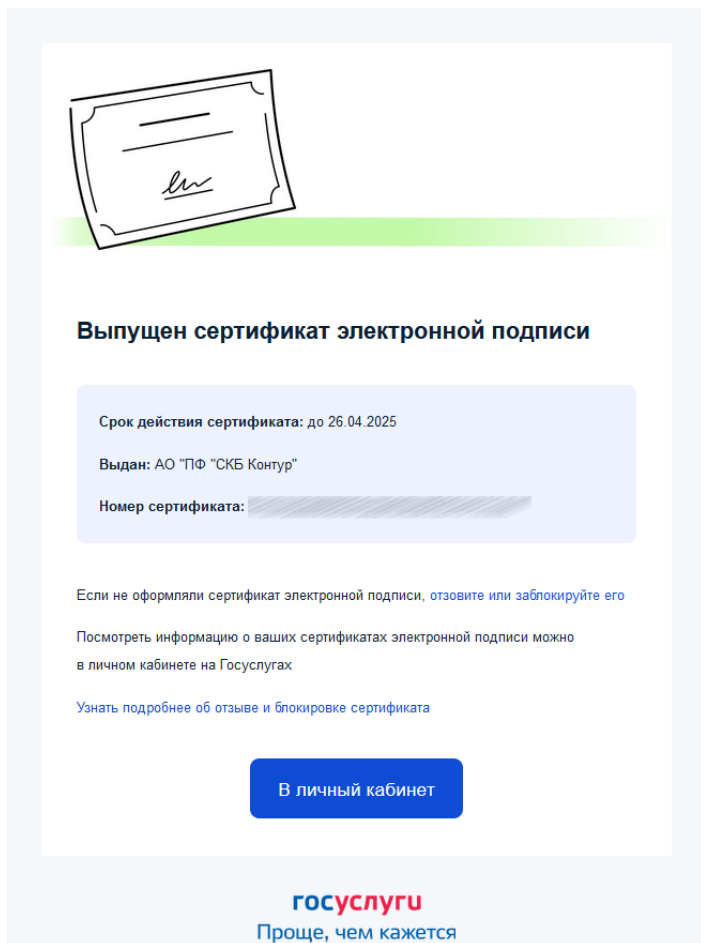 Выпущен сертификат электронной подписи
Срок действия сертификата: до 26.04.2025
Выдан: АО "ПФ "СКБ Контур"
Номер сертификата:
Если не оформляли сертификат электронной подписи, отзовите или заблокируйте его
Посмотреть информацию о ваших сертификатах электронной подписи можно
в личном кабинете на Госуслугах
Узнать подробнее об отзыве и блокировке сертификата
В личный кабинет
госуслуги
Проще, чем кажется